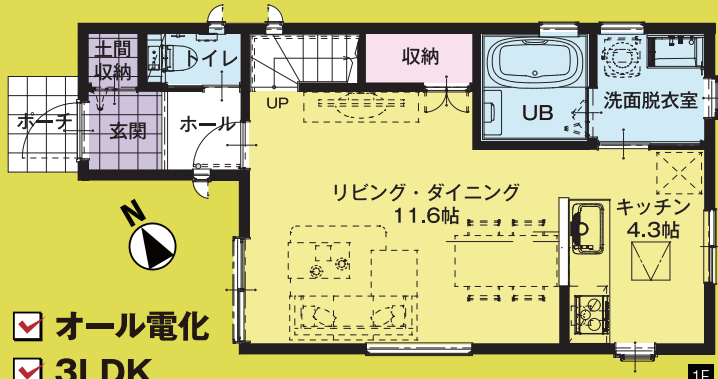 土間
収納
トイレ
収納
UB
洗面脱衣室
ポーチ
玄関
ホール
UP
リビング・ダイニング
11.6帖
キッチン
4.3帖
N
オール電化
3LDK
1F